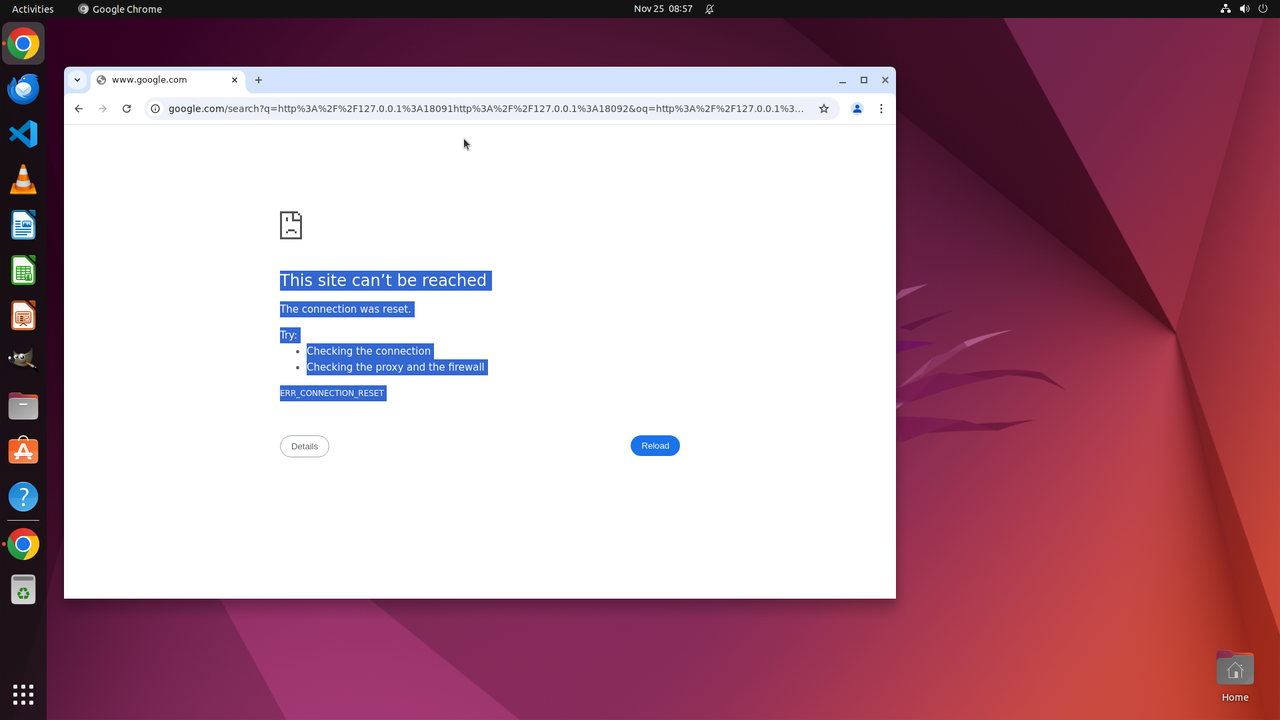 Activities
Google Chrome
Nov 25 08:57
www.google.com
google.com/search?q=http%3A%2F%2F127.0.0.1%3A18091http%3A%2F%2F127.0.0.1%3A18092&oq=http%3A%2F%2F127.0.0.1%3...
This site can’t be reached
The connection was reset.
Try:
• Checking the connection
• Checking the proxy and the firewall
ERR_CONNECTION_RESET
Details
Reload
Home